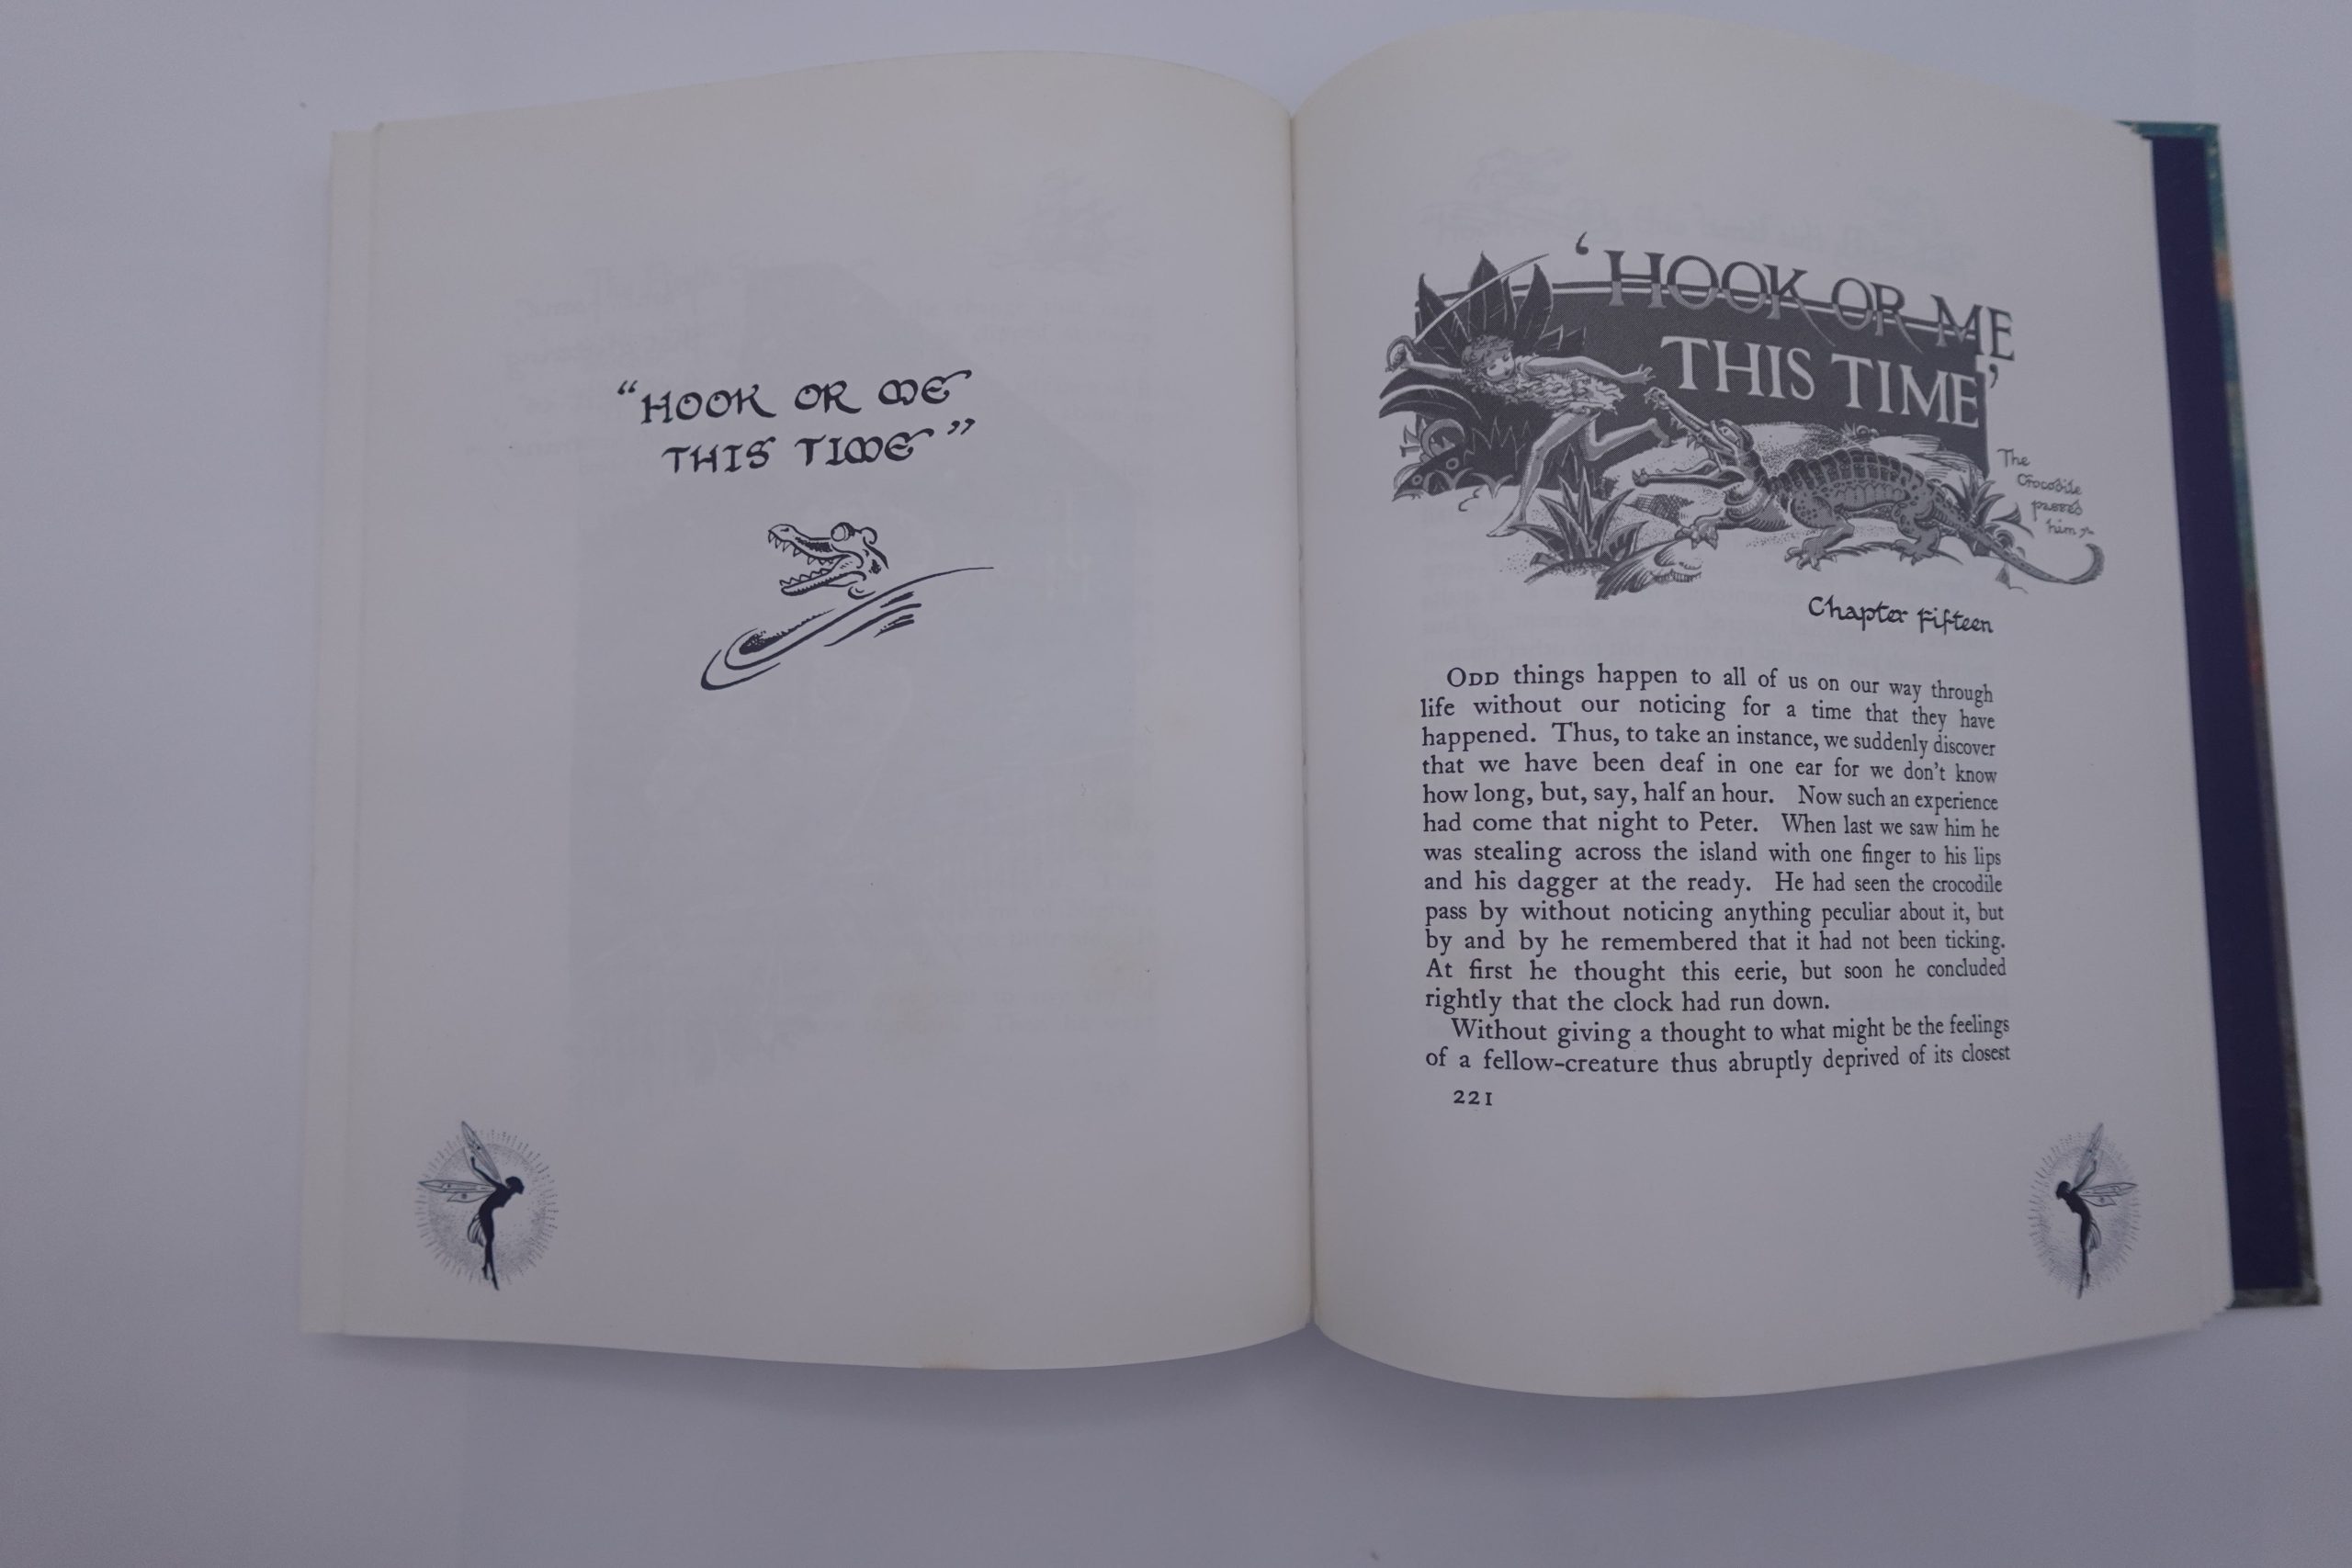 “HOOK OR ME
THIS TIME”
‘HOOK OR ME
THIS TIME’
The
Crocodile
passed
him
Chapter Fifteen
ODD things happen to all of us on our way through
life without our noticing for a time that they have
happened. Thus, to take an instance, we suddenly discover
that we have been deaf in one ear for we don't know
how long, but, say, half an hour. Now such an experience
had come that night to Peter. When last we saw him he
was stealing across the island with one finger to his lips
and his dagger at the ready. He had seen the crocodile
pass by without noticing anything peculiar about it, but
by and by he remembered that it had not been ticking.
At first he thought this eerie, but soon he concluded
rightly that the clock had run down.
Without giving a thought to what might be the feelings
of a fellow-creature thus abruptly deprived of its closest
221